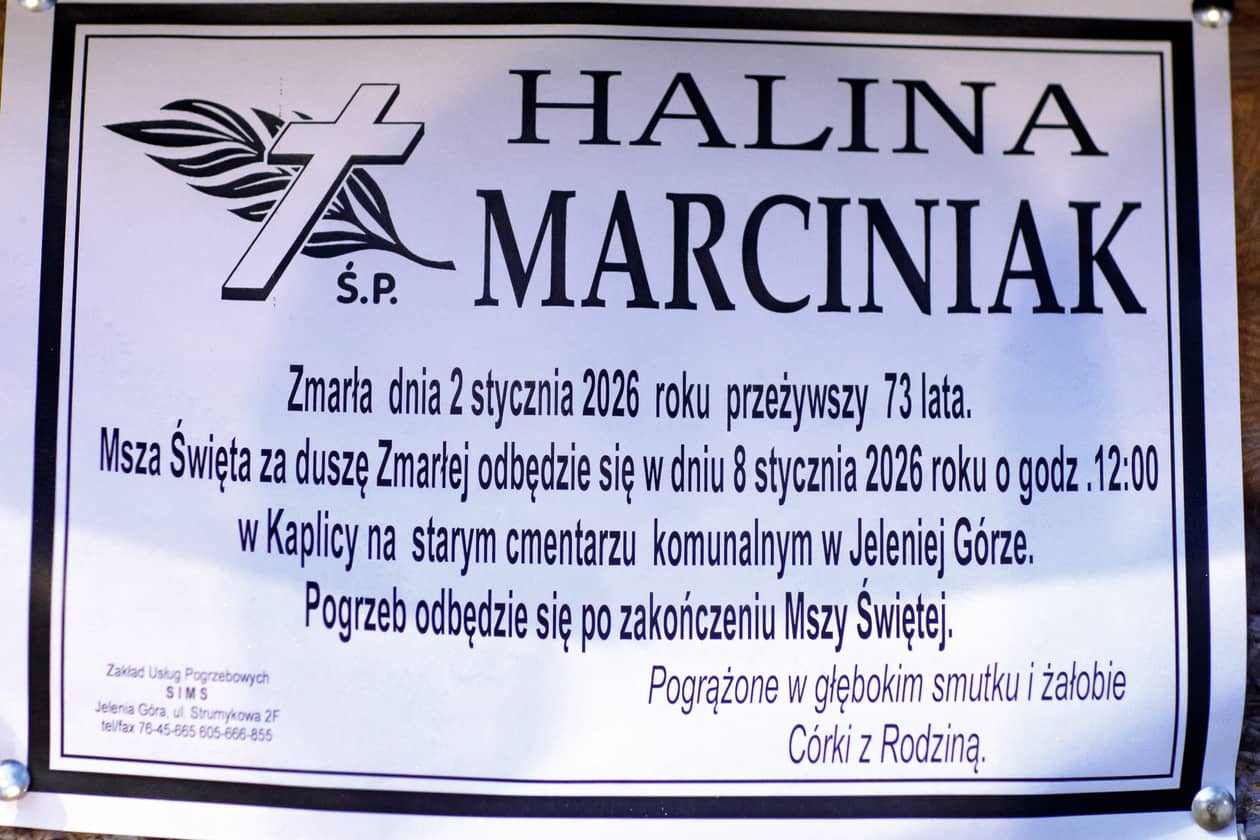 HALINA
MARCINIAK
Ś.P.
Zmarła dnia 2 stycznia 2026 roku przeżywszy 73 lata.
Msza Święta za duszę Zmarłej odbędzie się w dniu 8 stycznia 2026 roku o godz .12:00
w Kaplicy na starym cmentarzu komunalnym w Jeleniej Górze.
Pogrzeb odbędzie się po zakończeniu Mszy Świętej.
Pogrążone w głębokim smutku i żałobie
Córki z Rodziną.
Zakład Usług Pogrzebowych
SIMS
Jelenia Góra, ul. Strumykowa 2F
tel/fax 76-45-665 605-666-855